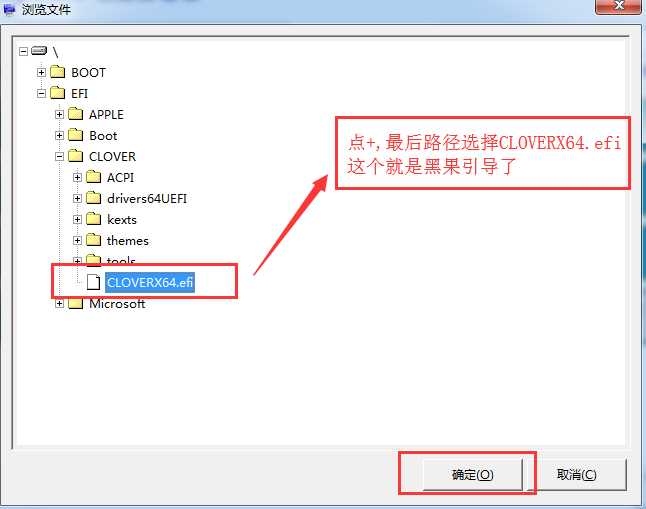 浏览文件
\
BOOT
EFI
APPLE
Boot
CLOVER
ACPI
drivers64UEFI
kexts
themes
tools
CLOVERX64.efi
Microsoft
点+,最后路径选择CLOVERX64.efi
这个就是黑果引导了
确定(O)
取消(C)